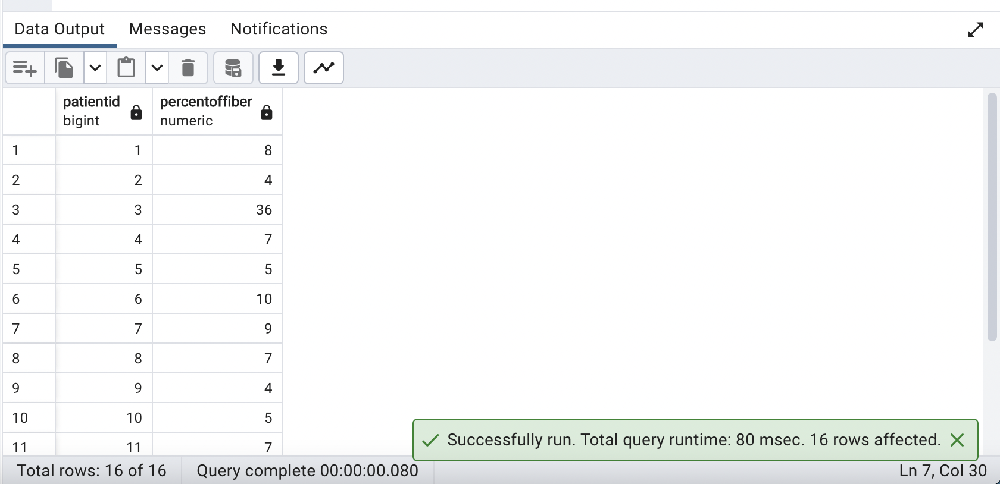 Data Output Messages Notifications
patientid percentoffiber
bigint numeric
1 1 8
2 2 4
3 3 36
4 4 7
5 5 5
6 6 10
7 7 9
8 8 7
9 9 4
10 10 5
11 11 7
Successfully run. Total query runtime: 80 msec. 16 rows affected.
Total rows: 16 of 16 Query complete 00:00:00.080 Ln 7, Col 30